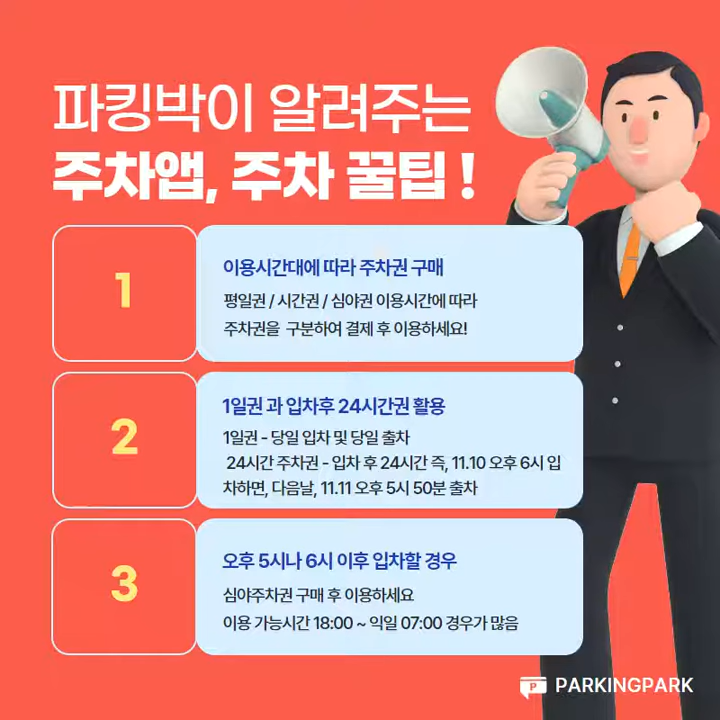 파킹박이 알려주는
주차앱, 주차 꿀팁 !
1
이용시간대에 따라 주차권 구매
평일권 / 시간권 / 심야권 이용시간에 따라
주차권을 구분하여 결제 후 이용하세요!
2
1일권 과 입차후 24시간권 활용
1일권 - 당일 입차 및 당일 출차
24시간 주차권 - 입차 후 24시간 즉, 11.10 오후 6시 입
차하면, 다음날, 11.11 오후 5시 50분 출차
3
오후 5시나 6시 이후 입차할 경우
심야주차권 구매 후 이용하세요
이용 가능시간 18:00 ~ 익일 07:00 경우가 많음
P PARKINGPARK